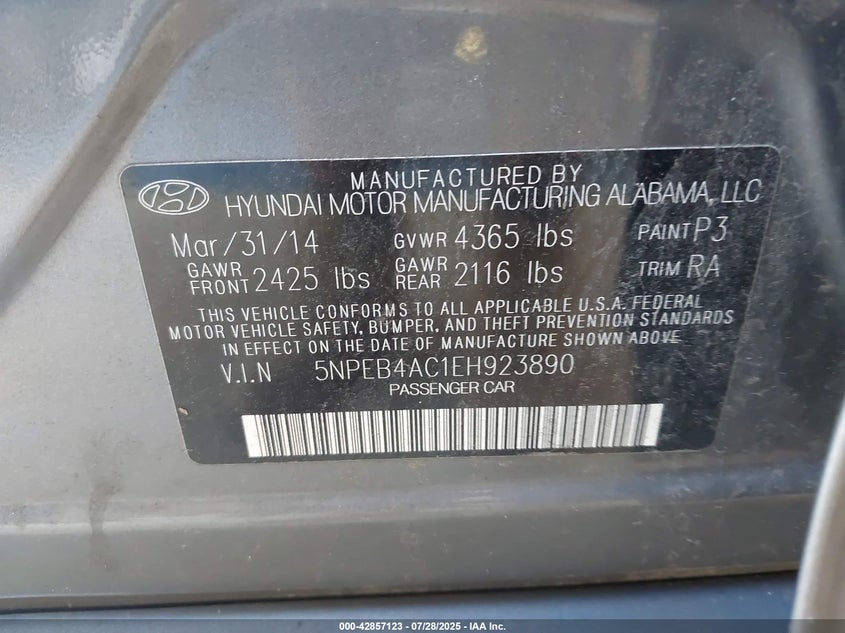 MANUFACTURED BY
HYUNDAI MOTOR MANUFACTURING ALABAMA, LLC
Mar/31/14 GVWR 4365 lbs PAINT P3
GAWR FRONT 2425 lbs GAWR REAR 2116 lbs TRIM RA
THIS VEHICLE CONFORMS TO ALL APPLICABLE U.S.A. FEDERAL
MOTOR VEHICLE SAFETY, BUMPER, AND THEFT PREVENTION STANDARDS
IN EFFECT ON THE DATE OF MANUFACTURE SHOWN ABOVE
V.I.N 5NPEB4AC1EH923890
PASSENGER CAR
000-42857123 - 07/28/2025 - IAA Inc.